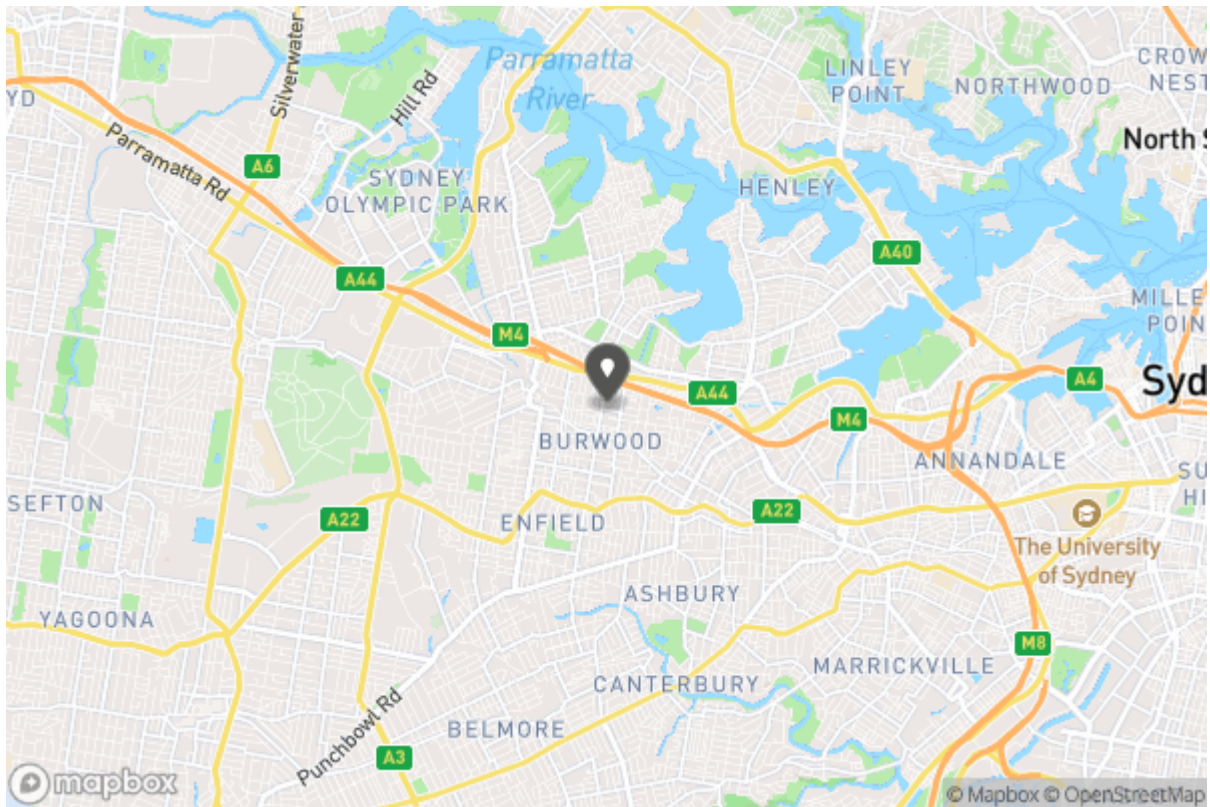 Silverwater
Hill Rd
Parramatta
River
LINLEY
POINT
NORTHWOOD
CROW
NEST
YD
Parramatta Rd
A6
North S
SYDNEY
OLYMPIC PARK
HENLEY
A40
A44
MILLE
POIN
M4
A44
A4
Syd
M4
BURWOOD
ANNANDALE
SU
HI
SEFTON
A22
ENFIELD
A22
The University
of Sydney
ASHBURY
YAGOONA
M8
MARRICKVILLE
CANTERBURY
Punchbowl Rd
BELMORE
A3
mapbox
© Mapbox © OpenStreetMap